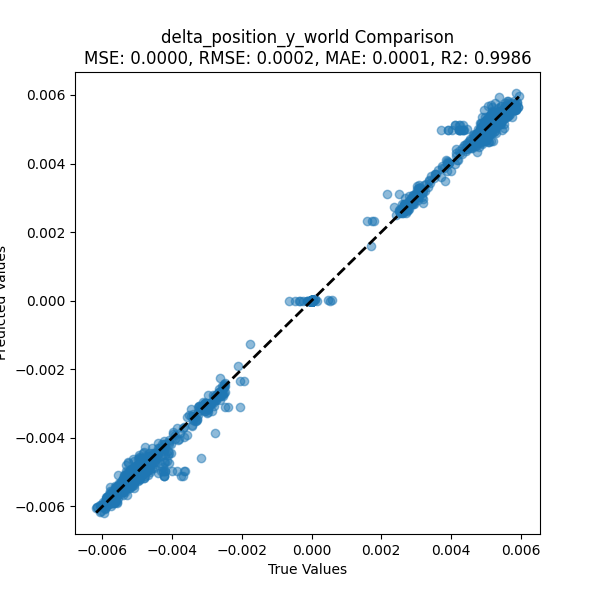 delta_position_y_world Comparison
MSE: 0.0000, RMSE: 0.0002, MAE: 0.0001, R2: 0.9986
0.006
0.004
0.002
0.000
−0.002
−0.004
−0.006
Predicted Values
−0.006 −0.004 −0.002 0.000 0.002 0.004 0.006
True Values